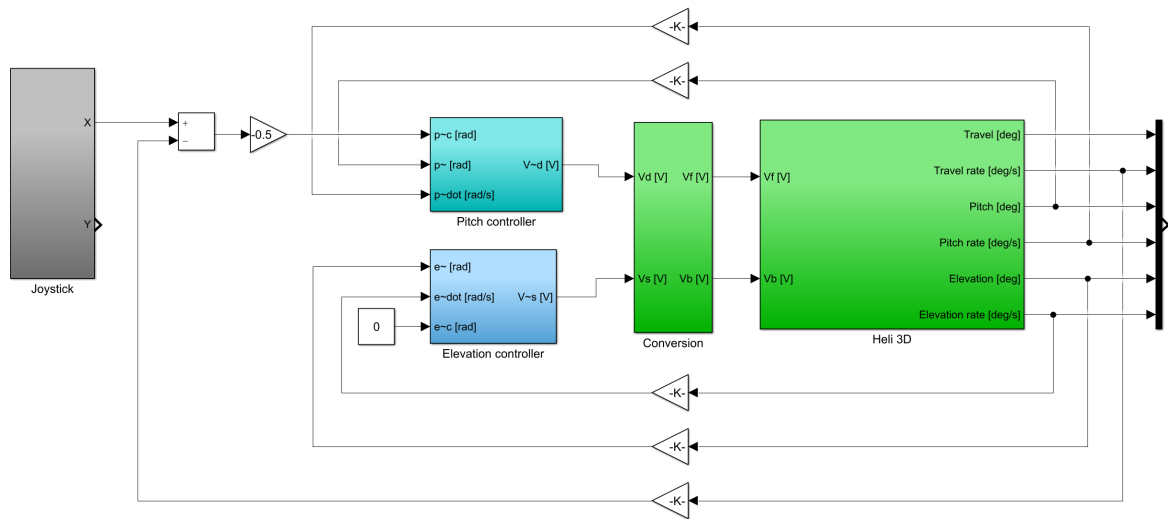 -K-
-K-
X
Y
Joystick
+
−
-0.5
p~c [rad]
p~ [rad]
p~dot [rad/s]
V~d [V]
Pitch controller
e~ [rad]
e~dot [rad/s]
e~c [rad]
V~s [V]
Elevation controller
0
Vd [V]
Vs [V]
Vf [V]
Vb [V]
Conversion
Vf [V]
Vb [V]
Travel [deg]
Travel rate [deg/s]
Pitch [deg]
Pitch rate [deg/s]
Elevation [deg]
Elevation rate [deg/s]
Heli 3D
-K-
-K-
-K-